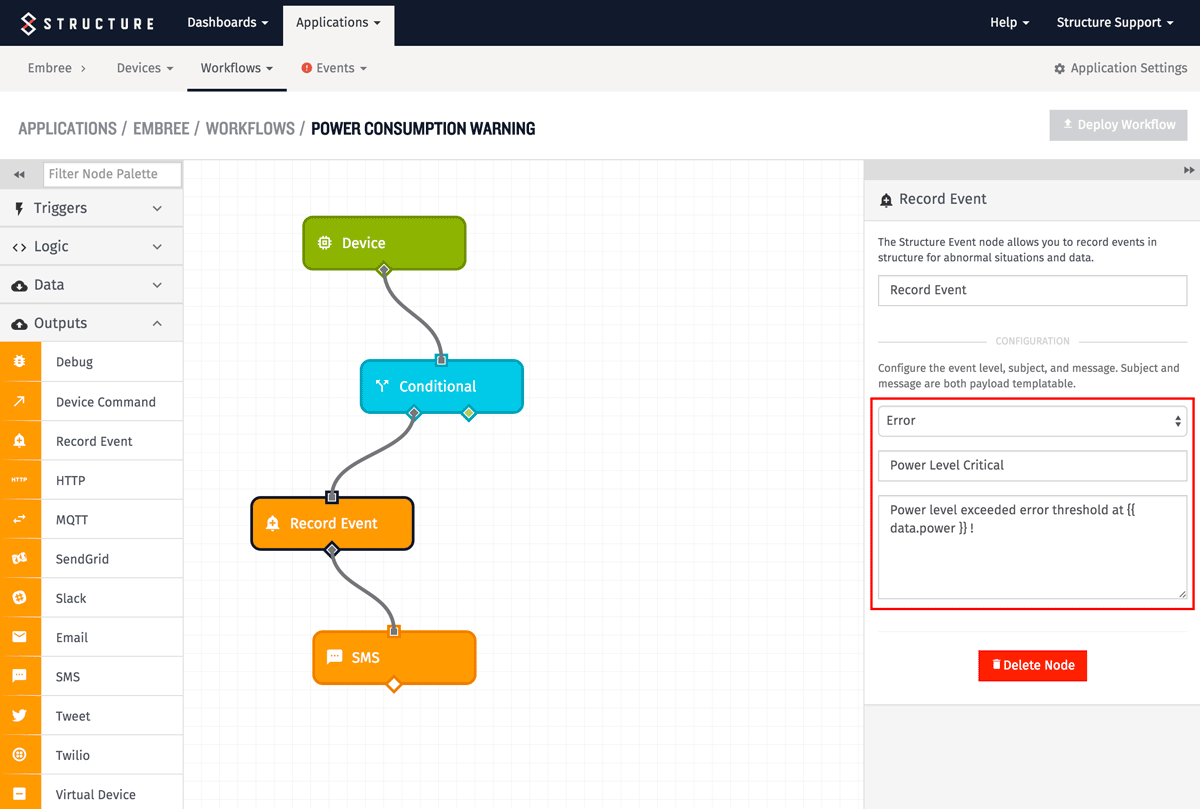 STRUCTURE
Dashboards
Applications
Help
Structure Support
Embree
Devices
Workflows
Events
Application Settings
APPLICATIONS / EMBREE / WORKFLOWS / POWER CONSUMPTION WARNING
Deploy Workflow
Filter Node Palette
Triggers
Logic
Data
Outputs
Debug
Device Command
Record Event
HTTP
HTTP
MQTT
SendGrid
Slack
Email
SMS
Tweet
Twilio
Virtual Device
Device
Conditional
Record Event
SMS
Record Event
The Structure Event node allows you to record events in
structure for abnormal situations and data.
Record Event
CONFIGURATION
Configure the event level, subject, and message. Subject and
message are both payload templatable.
Error
Power Level Critical
Power level exceeded error threshold at {{
data.power }} !
Delete Node